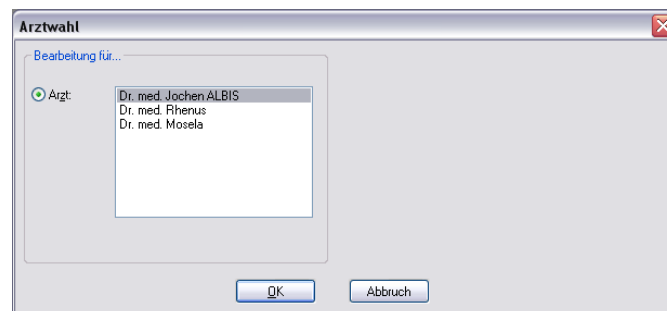 Arztwahl
Bearbeitung für...
Arzt:
Dr. med. Jochen ALBIS
Dr. med. Rhenus
Dr. med. Mosela
OK
Abbruch